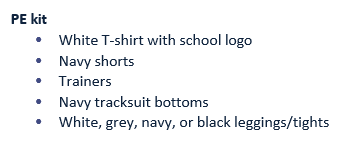 PE kit
• White T-shirt with school logo
• Navy shorts
• Trainers
• Navy tracksuit bottoms
• White, grey, navy, or black leggings/tights